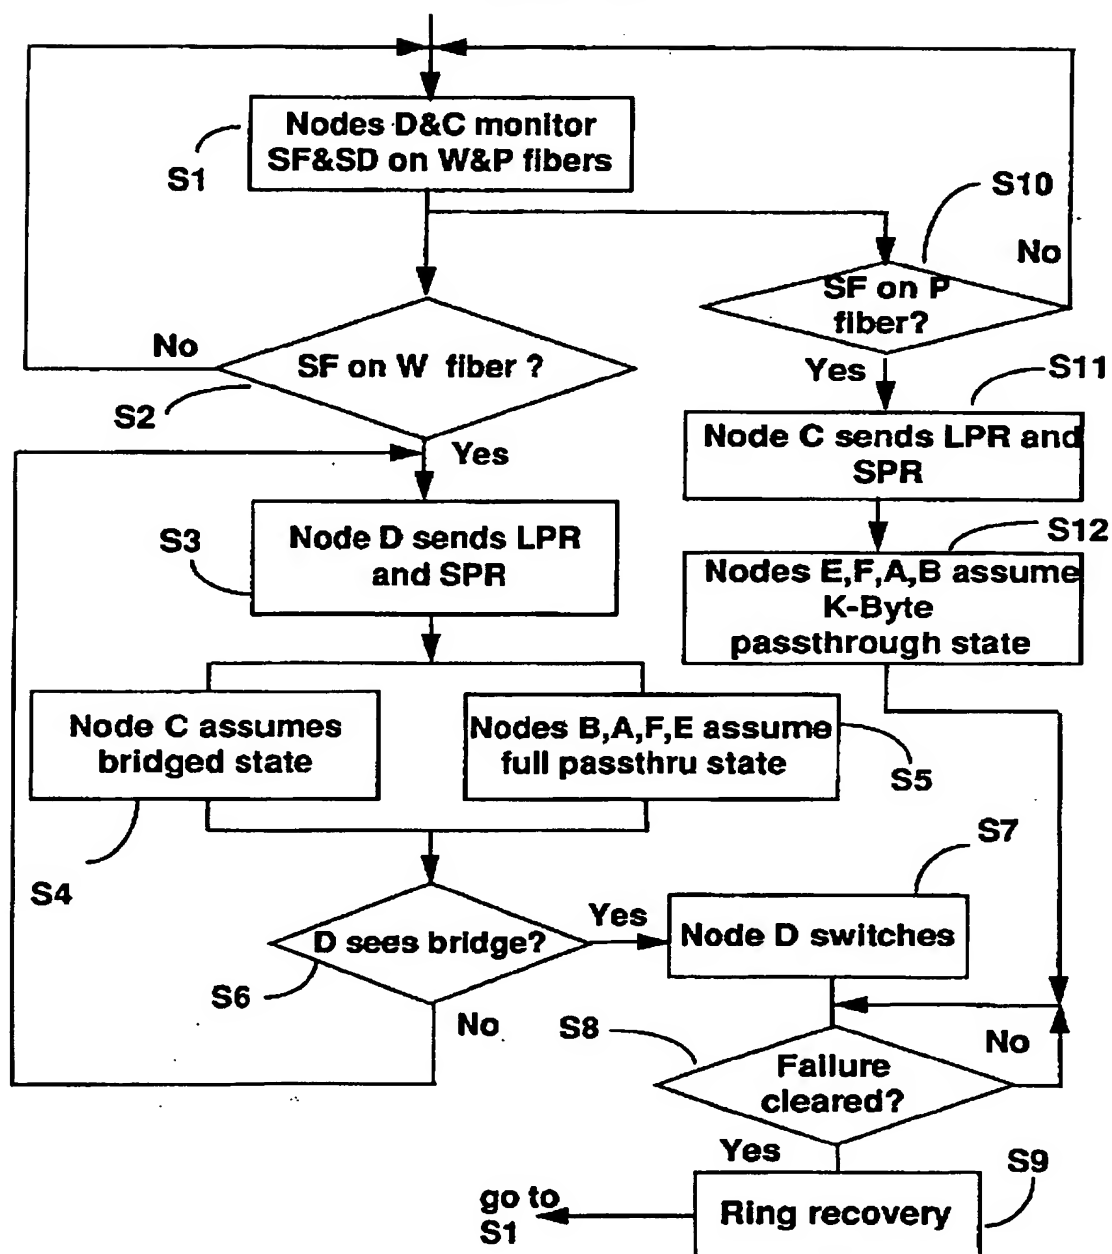 Nodes D&C monitor
SF&SD on W&P fibers
S1
S10
No
SF on P
fiber?
No
SF on W fiber ?
S2
Yes
S11
Yes
Node C sends LPR and
SPR
S3
Node D sends LPR
and SPR
S12
Nodes E,F,A,B assume
K-Byte
passthrough state
Node C assumes
bridged state
Nodes B,A,F,E assume
full passthru state
S5
S4
S7
D sees bridge?
Yes
Node D switches
S6
No
S8
No
Failure
cleared?
Yes
S9
go to
S1
Ring recovery